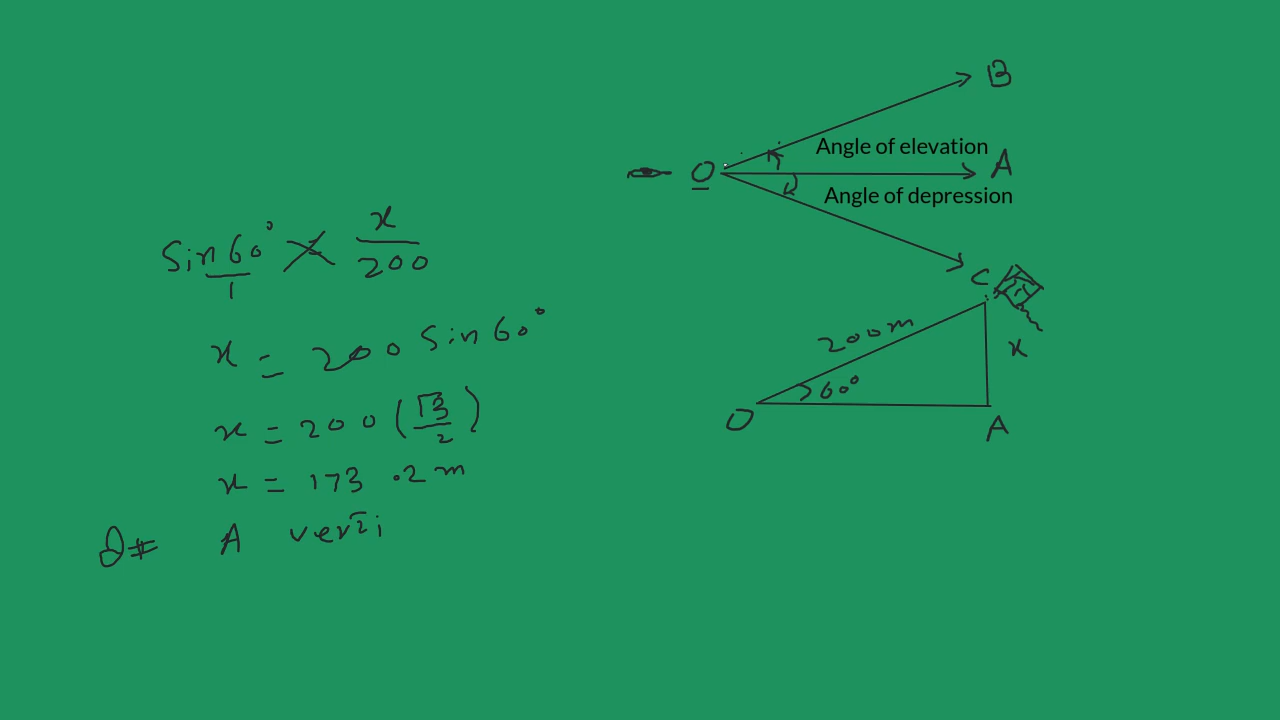 Sin 60° / 1 = x / 200
x = 200 Sin 60°
x = 200 (√3 / 2)
x = 173.2 m
Q# A verti
B
Angle of elevation
O A
Angle of depression
C
200m
x
60°
O A